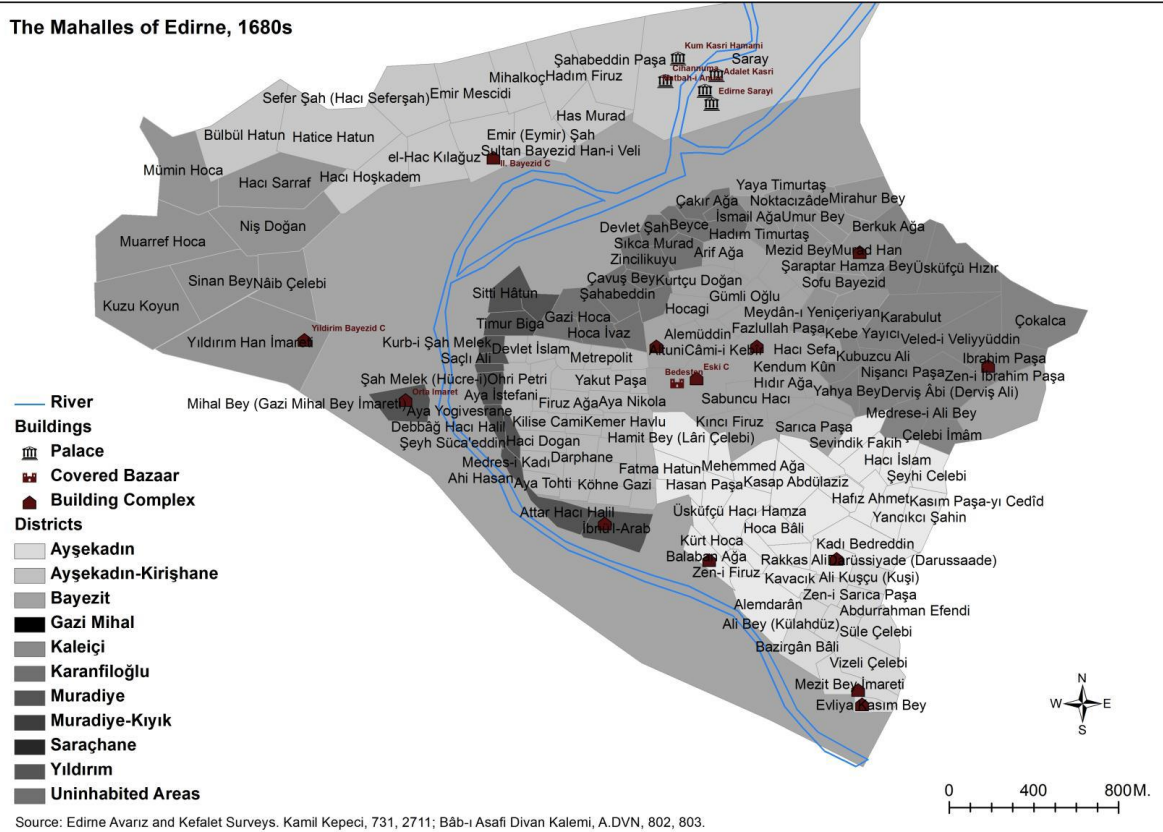 The Mahalles of Edirne, 1680s
Kum Kasri Hamami
Şahabeddin Paşa
Saray
Cihannuma
Adalet Kasri
Mihalkoç
Hadım Firuz
Edirne Sarayi
Sefer Şah (Hacı Seferşah)
Emir Mescidi
Has Murad
Bülbül Hatun
Hatice Hatun
Emir (Eymir) Şah
Sultan Bayezid Han-i Veli
el-Hac Kılağuz
II. Bayezid C
Mümin Hoca
Hacı Sarraf
Hacı Hoşkadem
Yaya Timurtaş
Çakır Ağa
Noktacızâde
Mirahur Bey
İsmail Ağa
Umur Bey
Niş Doğan
Devlet Şah
Beyce
Hadım Timurtaş
Berkuk Ağa
Muarref Hoca
Sıkca Murad
Arif Ağa
Mezid Bey
Murad Han
Zincilikuyu
Şaraptar Hamza Bey
Üsküfçü Hızır
Sinan Bey
Nâib Çelebi
Çavuş Bey
Kurtçu Doğan
Sofu Bayezid
Sitti Hâtun
Şahabeddin
Gümli Oğlu
Kuzu Koyun
Gazi Hoca
Hocagi
Meydân-ı Yeniçeriyan
Karabulut
Çokalca
Timur Biga
Hoca İvaz
Alemüddin
Fazlullah Paşa
Kebe Yayıcı
Veled-i Veliyyüddin
Yildirim Bayezid C
Yıldırım Han İmareti
Kurb-i Şah Melek
Devlet İslam
Metrepolit
Altuni
Câmi-i Kebir
Hacı Sefa
Kubuzcu Ali
Ibrahim Paşa
Saçlı Ali
Kendum Kûn
Nişancı Paşa
Zen-i İbrahim Paşa
Şah Melek (Hücre-i)
Ohri Petri
Yakut Paşa
Bedesten
Eski C
Hıdır Ağa
Yahya Bey
Derviş Âbi (Derviş Ali)
Mihal Bey (Gazi Mihal Bey İmareti)
Orta Imaret
Aya İstefani
Firuz Ağa
Aya Nikola
Sabuncu Hacı
Aya Yogivesrane
Medrese-i Ali Bey
Debbâğ Hacı Halil
Kilise Cami
Kemer Havlu
Kıncı Firuz
Sarıca Paşa
Çelebi İmâm
Şeyh Süca'eddin
Haci Dogan
Hamit Bey (Lâri Çelebi)
Sevindik Fakih
Medres-i Kadı
Darphane
Fatma Hatun
Mehemmed Ağa
Hacı İslam
Ahi Hasan
Aya Tohti
Köhne Gazi
Hasan Paşa
Kasap Abdülaziz
Şeyhi Celebi
Attar Hacı Halil
Üsküfçü Hacı Hamza
Hafız Ahmet
Kasım Paşa-yı Cedîd
İbnü'l-Arab
Hoca Bâli
Yancıkcı Şahin
Kürt Hoca
Kadı Bedreddin
Balaban Ağa
Rakkas Ali
Darüssiyade (Darussaade)
Zen-i Firuz
Kavacık
Ali Kuşçu (Kuşi)
Zen-i Sarıca Paşa
Alemdarân
Abdurrahman Efendi
Ali Bey (Külahdüz)
Süle Çelebi
Bazirgân Bâli
Vizeli Çelebi
Mezit Bey İmareti
Evliya Kasım Bey
River
Buildings
Palace
Covered Bazaar
Building Complex
Districts
Ayşekadın
Ayşekadın-Kirişhane
Bayezit
Gazi Mihal
Kaleiçi
Karanfiloğlu
Muradiye
Muradiye-Kıyık
Saraçhane
Yıldırım
Uninhabited Areas
N
W
E
S
0 400 800M.
Source: Edirne Avarız and Kefalet Surveys. Kamil Kepeci, 731, 2711; Bâb-ı Asafi Divan Kalemi, A.DVN, 802, 803.